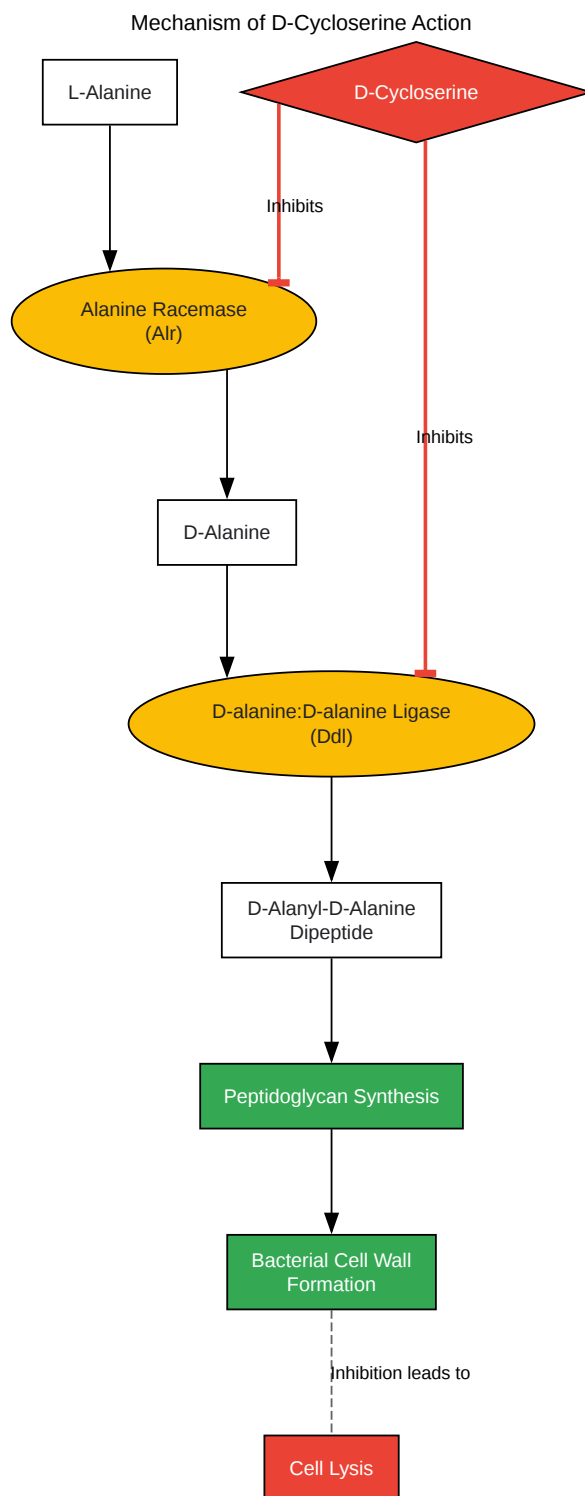 Mechanism of D-Cycloserine Action
L-Alanine
D-Cycloserine
Inhibits
Alanine Racemase
(Alr)
Inhibits
D-Alanine
D-alanine:D-alanine Ligase
(Ddl)
D-Alanyl-D-Alanine
Dipeptide
Peptidoglycan Synthesis
Bacterial Cell Wall
Formation
Inhibition leads to
Cell Lysis